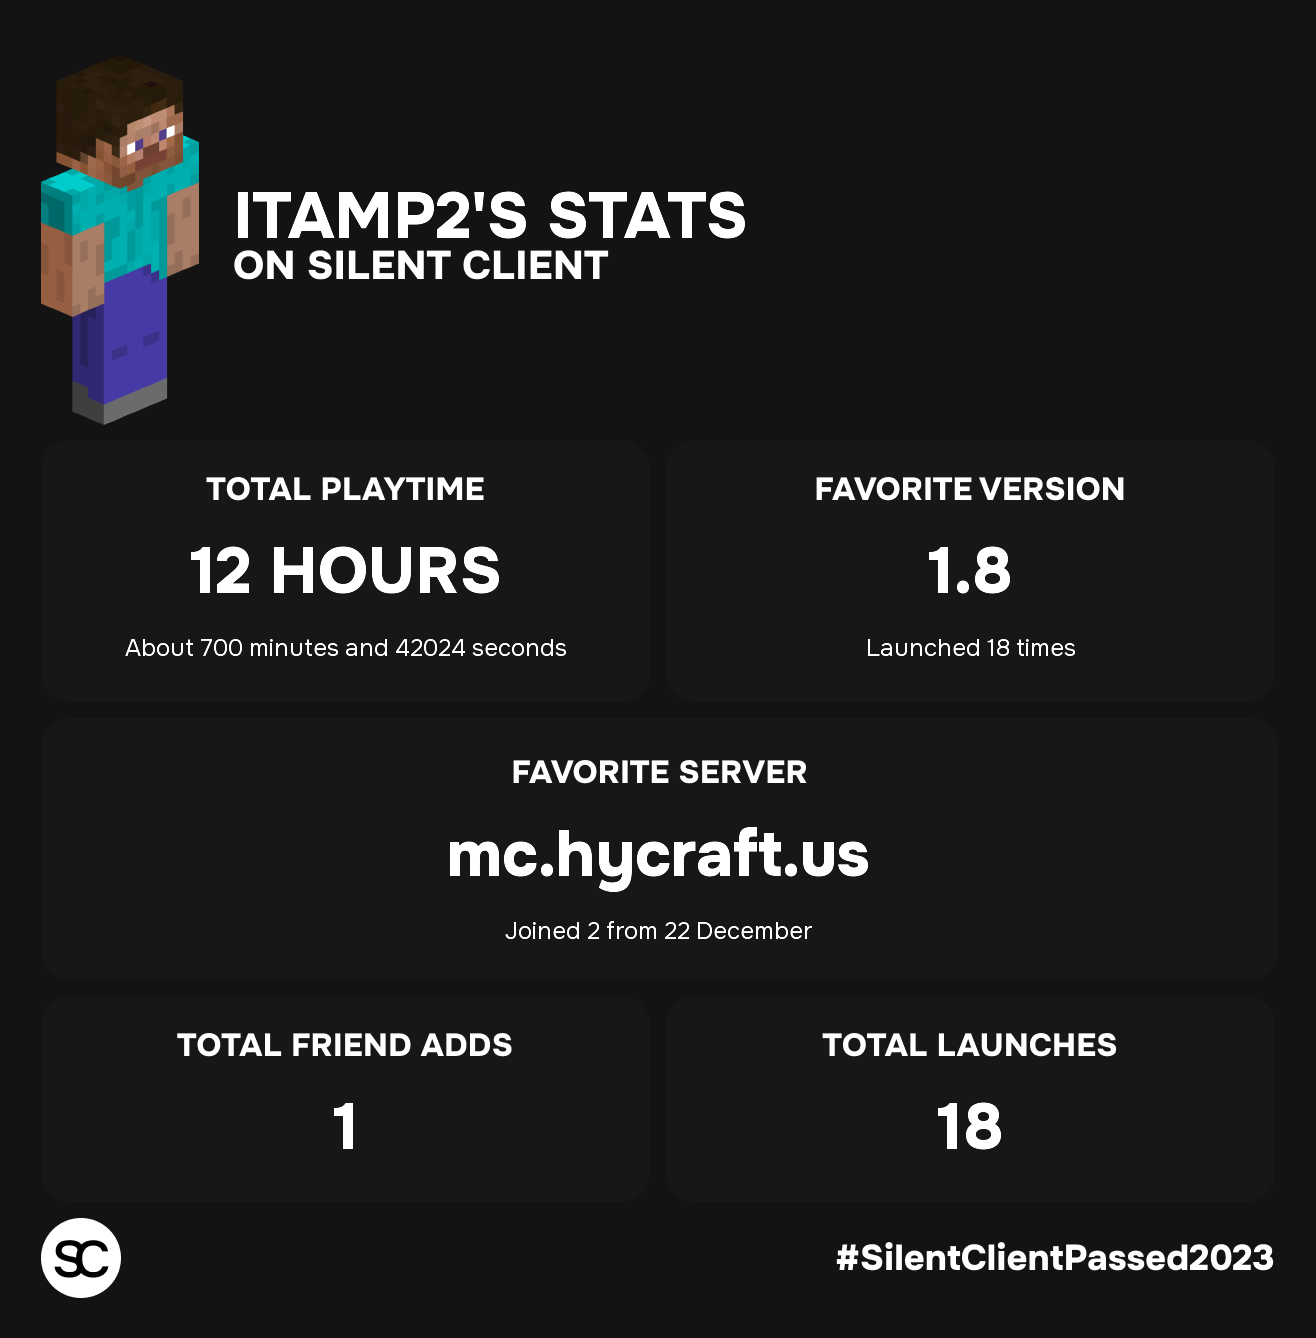 ITAMP2'S STATS
ON SILENT CLIENT
TOTAL PLAYTIME
12 HOURS
About 700 minutes and 42024 seconds
FAVORITE VERSION
1.8
Launched 18 times
FAVORITE SERVER
mc.hycraft.us
Joined 2 from 22 December
TOTAL FRIEND ADDS
1
TOTAL LAUNCHES
18
SC
#SilentClientPassed2023